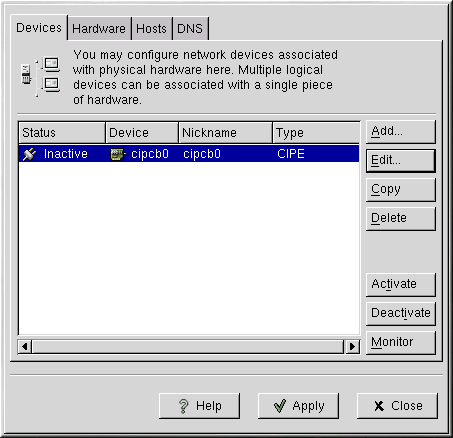 Devices Hardware Hosts DNS
You may configure network devices associated
with physical hardware here. Multiple logical
devices can be associated with a single piece
of hardware.
Status Device Nickname Type
Inactive cipcb0 cipcb0 CIPE
Add...
Edit...
Copy
Delete
Activate
Deactivate
Monitor
Help Apply Close